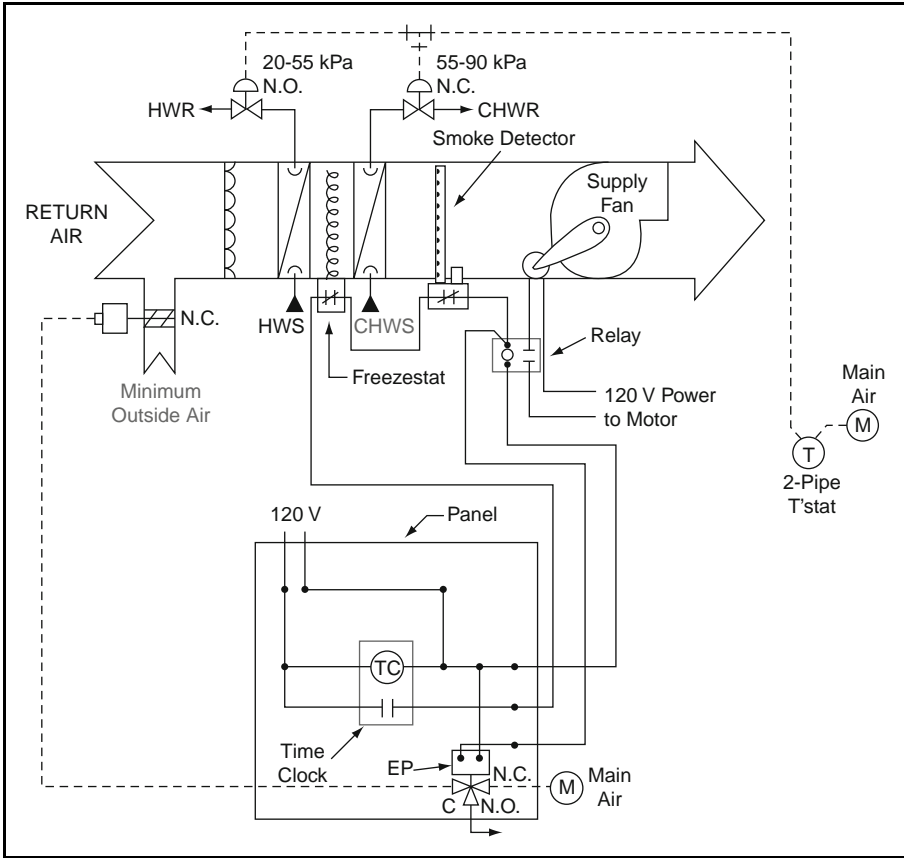 20-55 kPa
N.O.
55-90 kPa
N.C.
HWR
CHWR
Smoke Detector
RETURN
AIR
Supply
Fan
N.C.
HWS
CHWS
Freezestat
Relay
Minimum
Outside Air
120 V Power
to Motor
Main
Air
M
T
2-Pipe
T'stat
120 V
Panel
TC
Time
Clock
EP
N.C.
C
N.O.
M
Main
Air